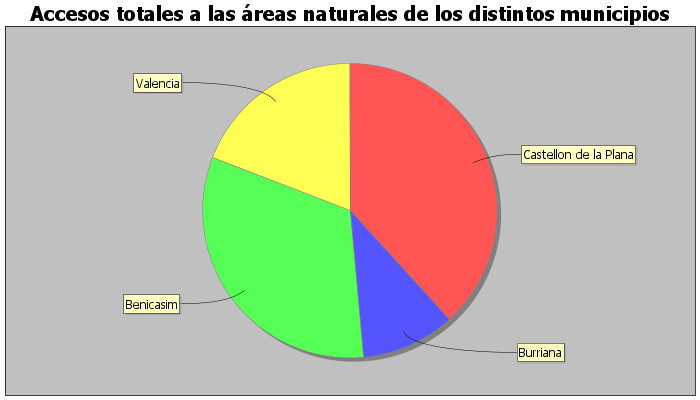 Accesos totales a las áreas naturales de los distintos municipios
Valencia
Castellon de la Plana
Benicasim
Burriana